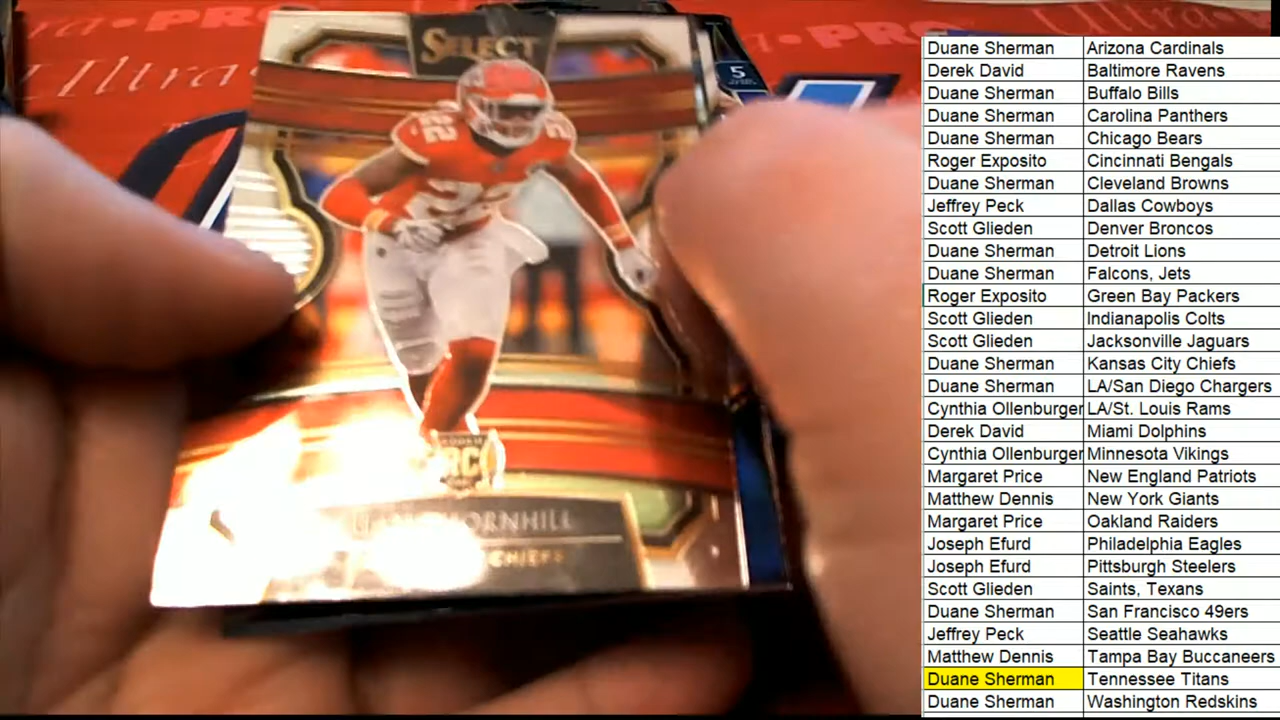 SELECT
22
22
5
RC
THORNHILL
CHIEFS
Ultra•PRO
Duane Sherman Arizona Cardinals
Derek David Baltimore Ravens
Duane Sherman Buffalo Bills
Duane Sherman Carolina Panthers
Duane Sherman Chicago Bears
Roger Exposito Cincinnati Bengals
Duane Sherman Cleveland Browns
Jeffrey Peck Dallas Cowboys
Scott Glieden Denver Broncos
Duane Sherman Detroit Lions
Duane Sherman Falcons, Jets
Roger Exposito Green Bay Packers
Scott Glieden Indianapolis Colts
Scott Glieden Jacksonville Jaguars
Duane Sherman Kansas City Chiefs
Duane Sherman LA/San Diego Chargers
Cynthia Ollenburger LA/St. Louis Rams
Derek David Miami Dolphins
Cynthia Ollenburger Minnesota Vikings
Margaret Price New England Patriots
Matthew Dennis New York Giants
Margaret Price Oakland Raiders
Joseph Efurd Philadelphia Eagles
Joseph Efurd Pittsburgh Steelers
Scott Glieden Saints, Texans
Duane Sherman San Francisco 49ers
Jeffrey Peck Seattle Seahawks
Matthew Dennis Tampa Bay Buccaneers
Duane Sherman Tennessee Titans
Duane Sherman Washington Redskins